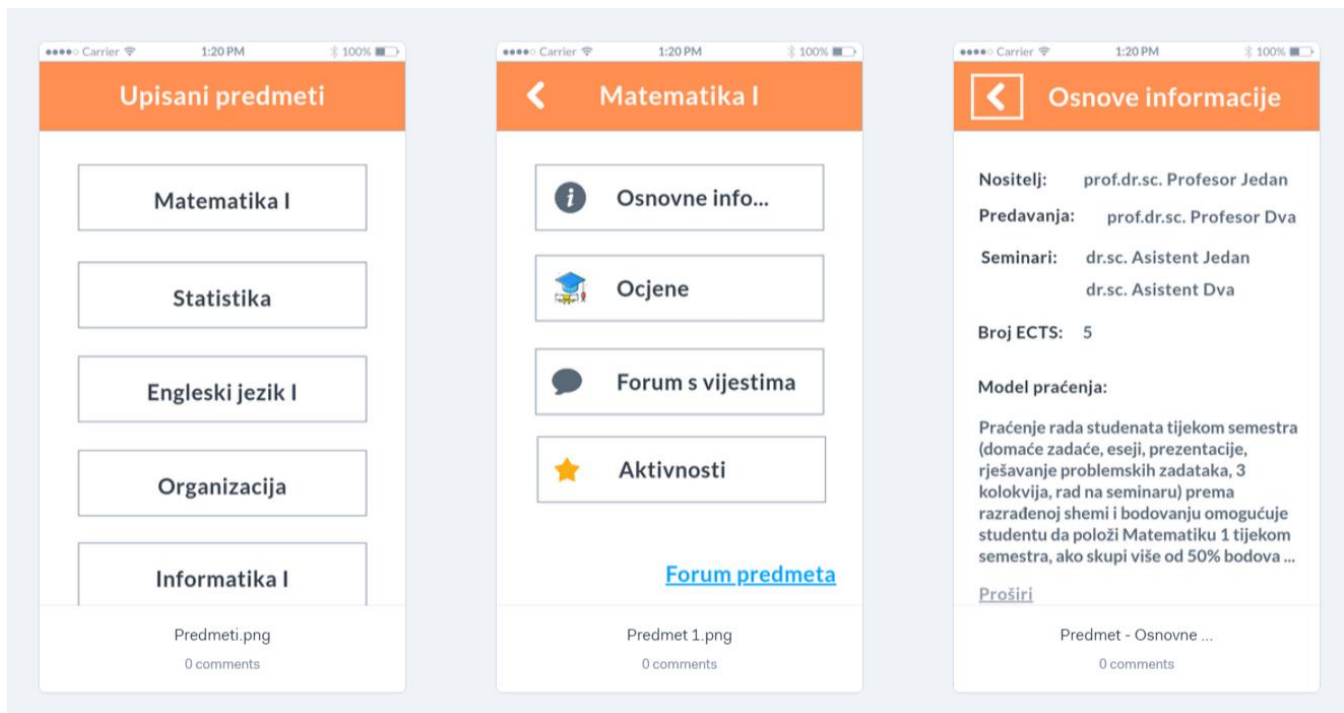 Carrier 1:20 PM 100%
Upisani predmeti
Matematika I
Statistika
Engleski jezik I
Organizacija
Informatika I
Predmeti.png
0 comments
Carrier 1:20 PM 100%
Matematika I
Osnovne info...
Ocjene
Forum s vijestima
Aktivnosti
Forum predmeta
Predmet 1.png
0 comments
Carrier 1:20 PM 100%
Osnove informacije
Nositelj: prof.dr.sc. Profesor Jedan
Predavanja: prof.dr.sc. Profesor Dva
Seminari: dr.sc. Asistent Jedan
dr.sc. Asistent Dva
Broj ECTS: 5
Model praćenja:
Praćenje rada studenata tijekom semestra
(domaće zadaće, eseji, prezentacije,
rješavanje problemskih zadataka, 3
kolokvija, rad na seminaru) prema
razrađenoj shemi i bodovanju omogućuje
studentu da položi Matematiku 1 tijekom
semestra, ako skupi više od 50% bodova ...
Proširi
Predmet - Osnovne ...
0 comments